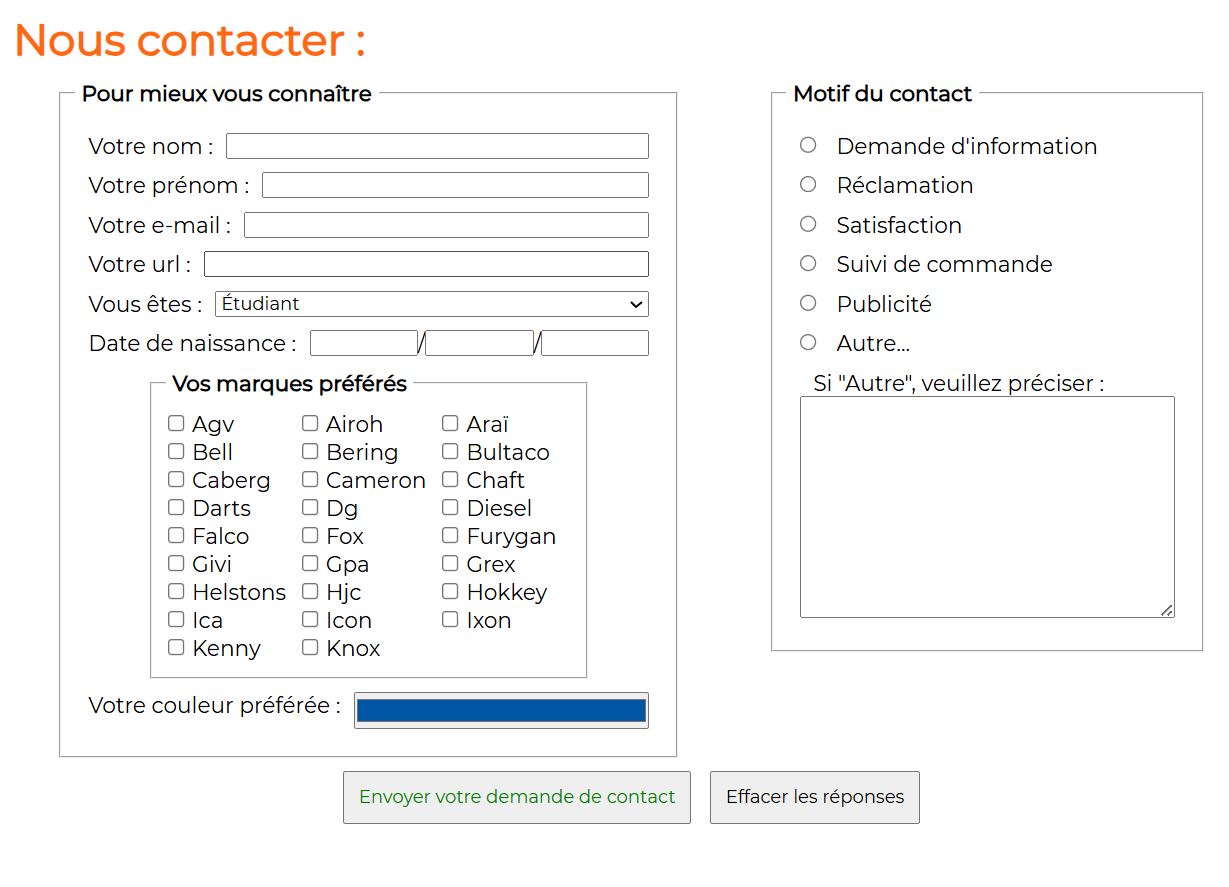 Nous contacter :
Pour mieux vous connaître
Votre nom :
Votre prénom :
Votre e-mail :
Votre url :
Vous êtes : Étudiant
Date de naissance : / /
Vos marques préférés
Agv Airoh Araï
Bell Bering Bultaco
Caberg Cameron Chaft
Darts Dg Diesel
Falco Fox Furygan
Givi Gpa Grex
Helstons Hjc Hokkey
Ica Icon Ixon
Kenny Knox
Votre couleur préférée :
Motif du contact
Demande d'information
Réclamation
Satisfaction
Suivi de commande
Publicité
Autre...
Si "Autre", veuillez préciser :
Envoyer votre demande de contact Effacer les réponses